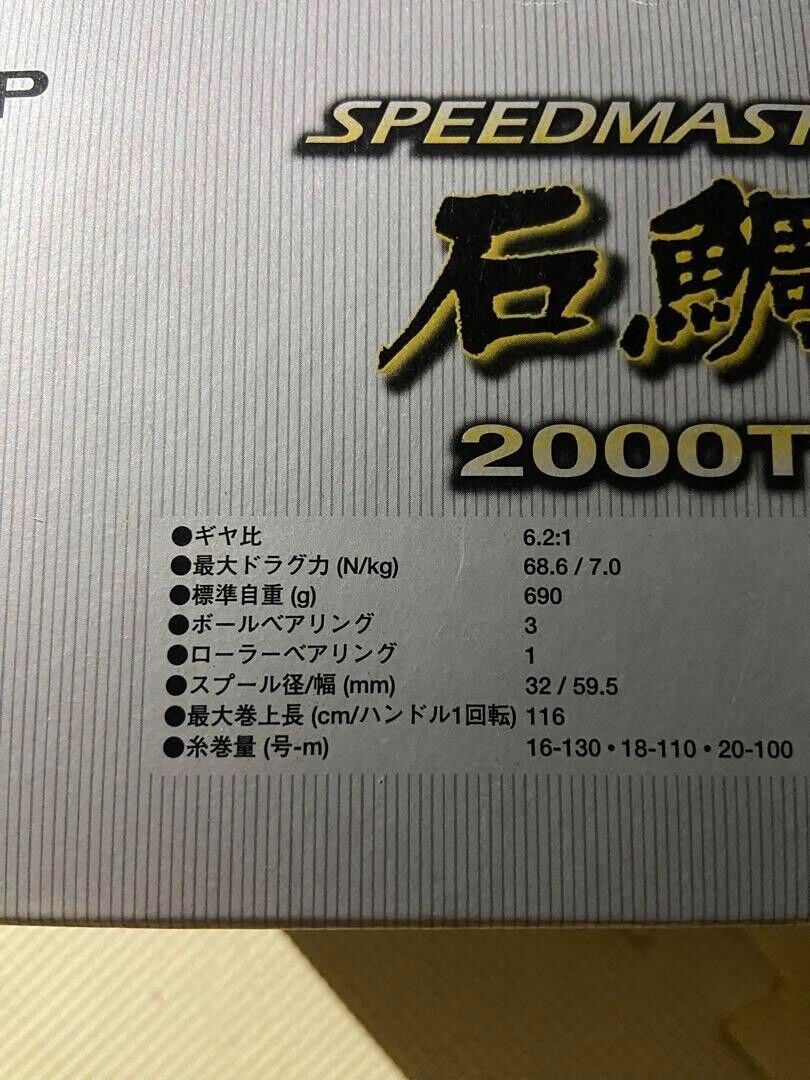 P
SPEEDMAST
石鯛
2000T
●ギヤ比 6.2:1
●最大ドラグ力 (N/kg) 68.6 / 7.0
●標準自重 (g) 690
●ボールベアリング 3
●ローラーベアリング 1
●スプール径/幅 (mm) 32 / 59.5
●最大巻上長 (cm/ハンドル1回転) 116
●糸巻量 (号-m) 16-130・18-110・20-100